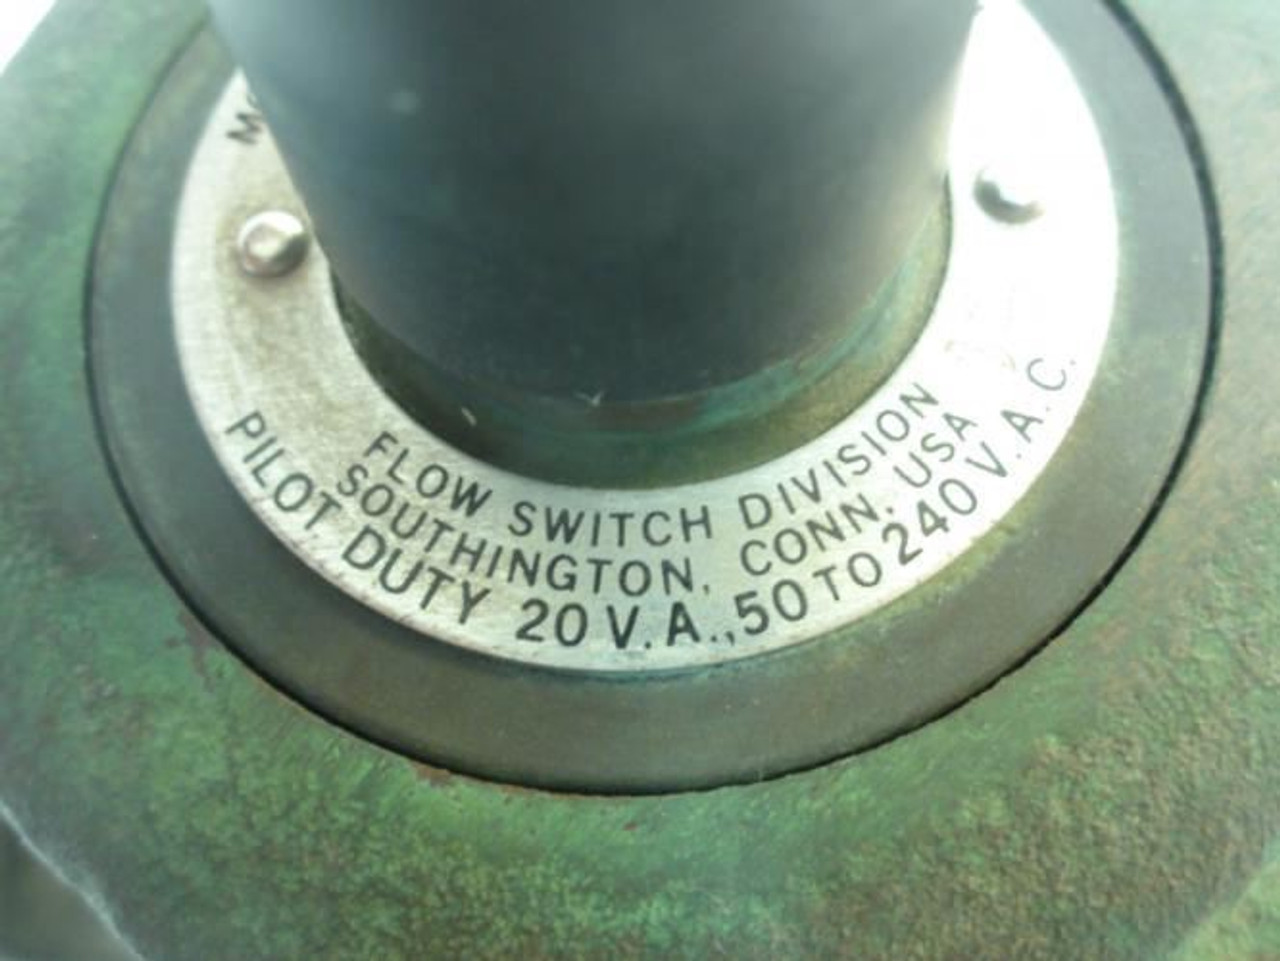 FLOW SWITCH DIVISION
SOUTHINGTON, CONN. USA
PILOT DUTY 20 V.A., 50 TO 240 V.A.C.